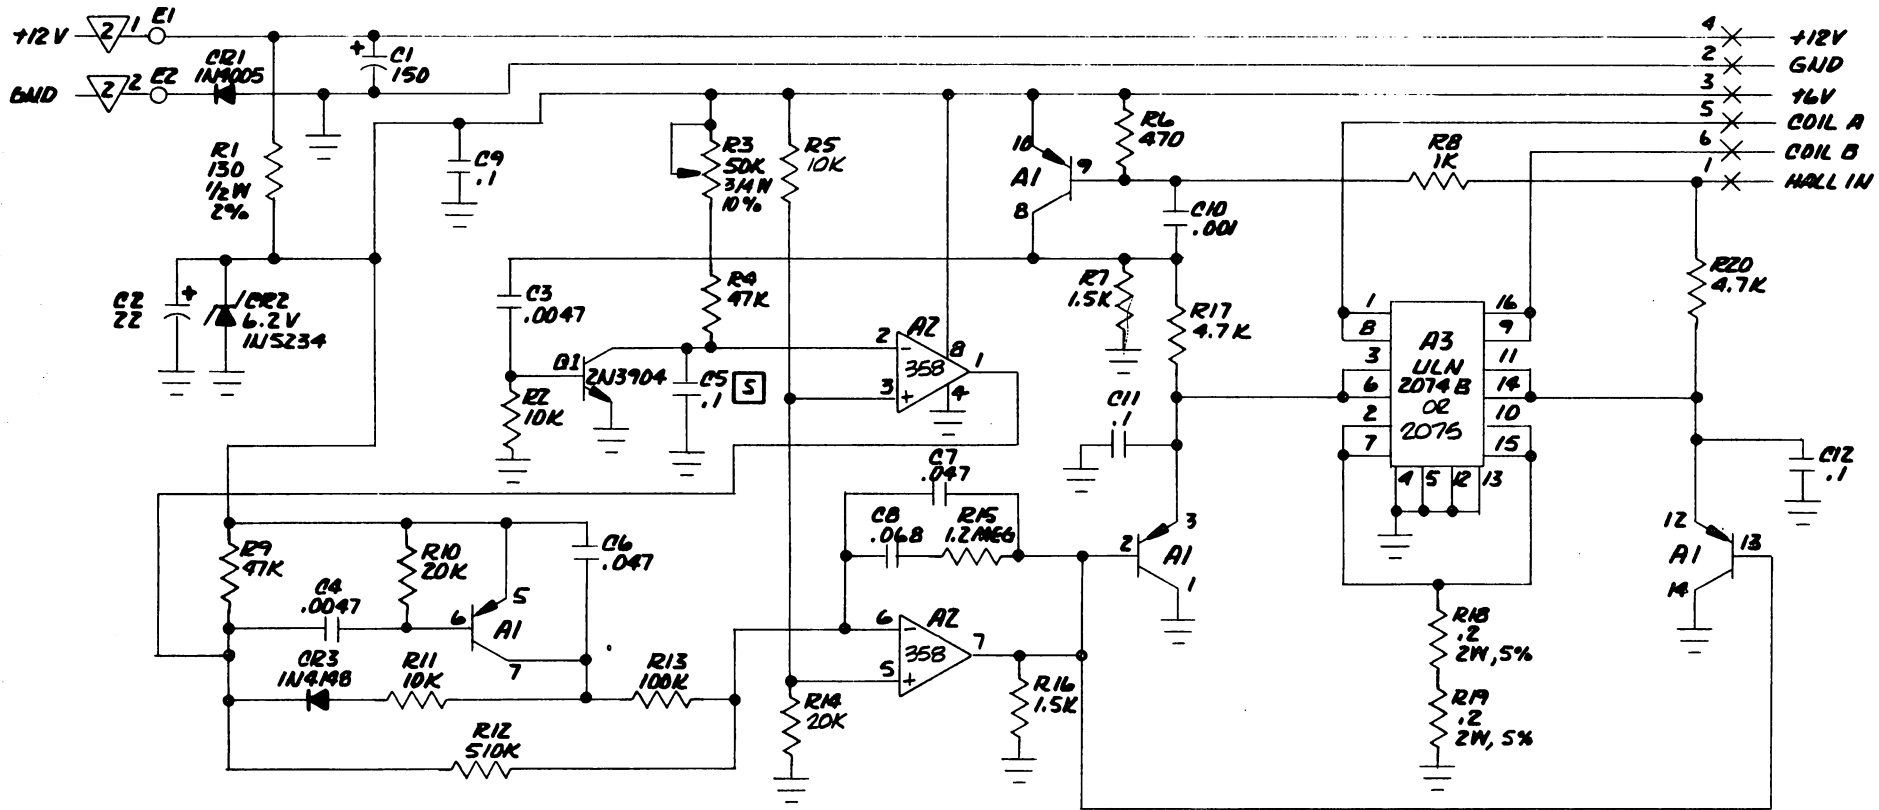 +12V 2 1 E1
GND 2 2 E2
CR1
1N4005
+ C1
150
4 +12V
2 GND
3 +6V
5 COIL A
6 COIL B
1 HALL IN
R1
130
1/2 W
2%
C9
.1
R3
50K
3/4 W
10%
R5
10K
10
A1
9
8
R6
470
R8
1K
C10
.001
C2
22
+
CR2
6.2V
1N5234
C3
.0047
R4
47K
R7
1.5K
R17
4.7K
R20
4.7K
Q1
2N3904
R2
10K
C5
.1
5
A2
2 -
3 +
358
8
1
4
C11
.1
1
8
3
6
2
7
A3
ULN
2074B
OR
2075
16
9
11
14
10
15
4 5 12 13
C12
.1
R9
47K
C4
.0047
R10
20K
6
5
A1
7
C6
.047
CR3
1N4148
R11
10K
R13
100K
R12
510K
C7
.047
C8
.068
R15
1.2 MEG
A2
6 -
5 +
358
7
R14
20K
R16
1.5K
2
3
A1
1
12
A1
13
14
R18
.2
2W, 5%
R19
.2
2W, 5%